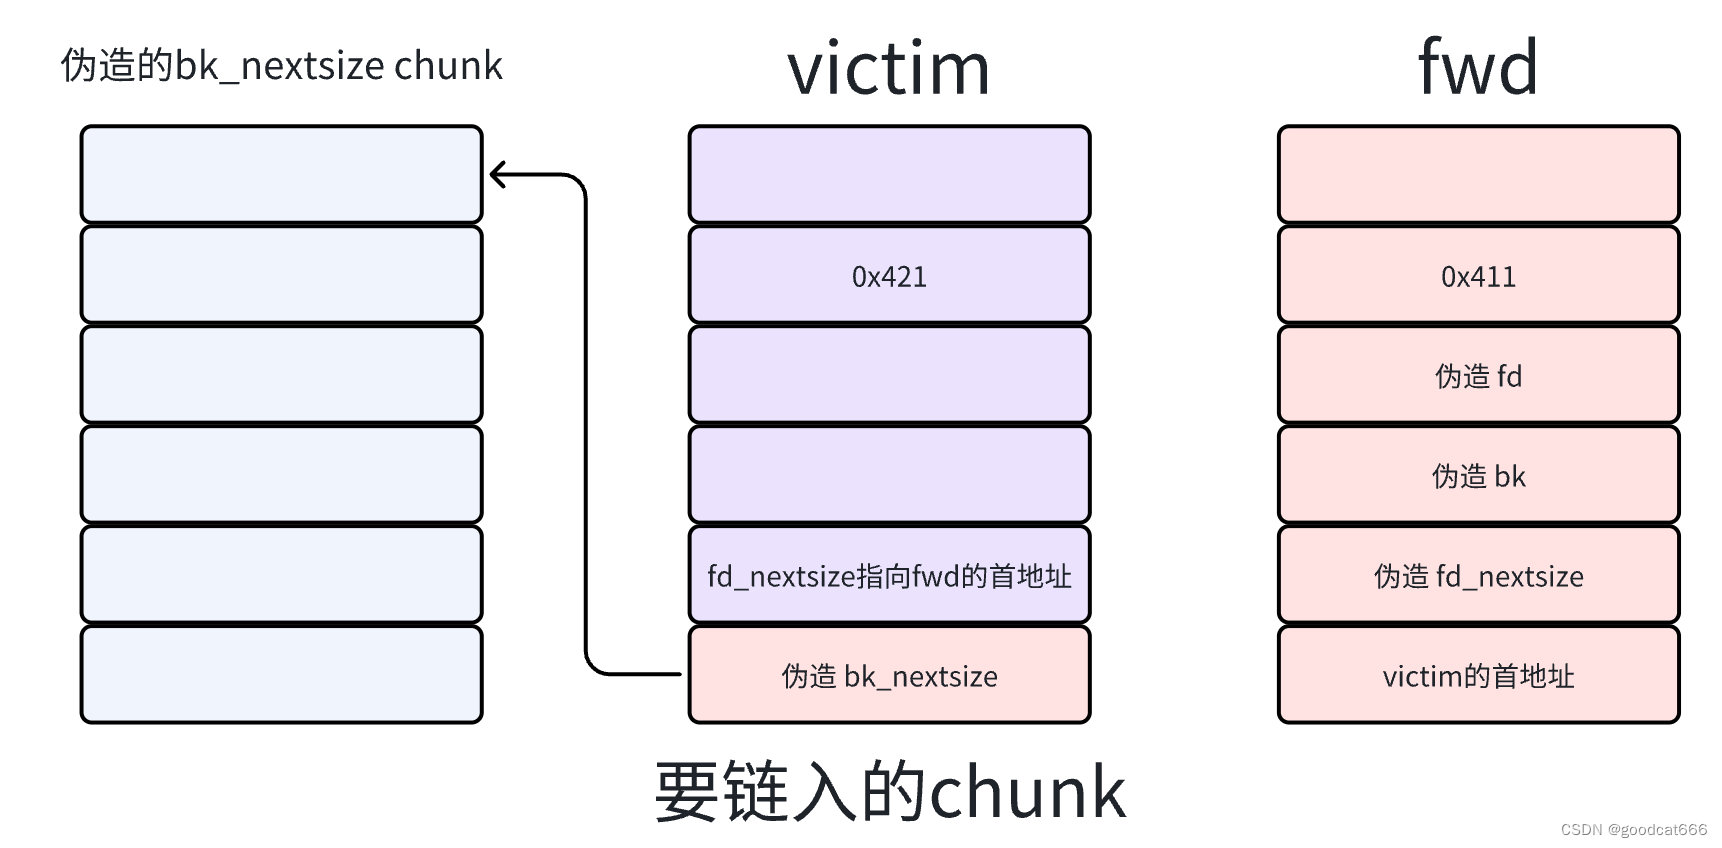 伪造的bk_nextsize chunk
victim
fwd
0x421
0x411
伪造 fd
伪造 bk
fd_nextsize指向fwd的首地址
伪造 fd_nextsize
伪造 bk_nextsize
victim的首地址
要链入的chunk
CSDN @goodcat666